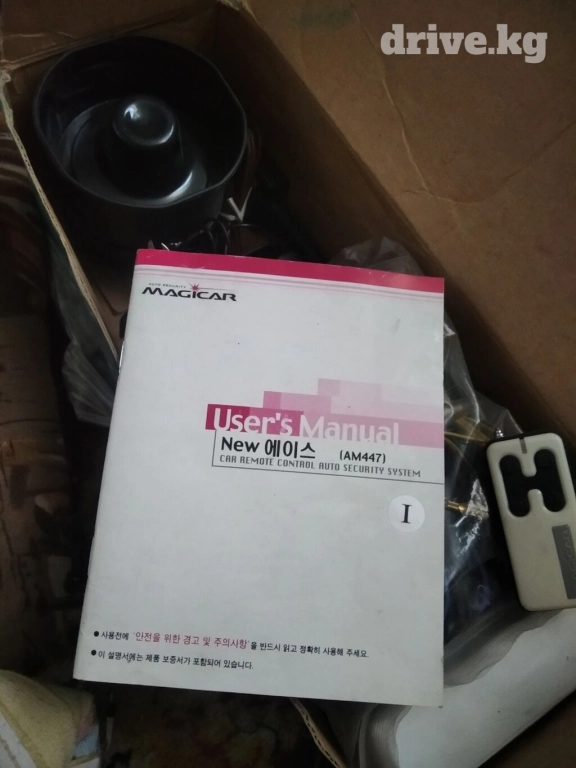 drive.kg
AUTO SECURITY
MAGICAR
User's Manual
New 에이스 (AM447)
CAR REMOTE CONTROL AUTO SECURITY SYSTEM
I
● 사용전에 '안전을 위한 경고 및 주의사항'을 반드시 읽고 정확히 사용해 주세요.
● 이 설명서에는 제품 보증서가 포함되어 있습니다.